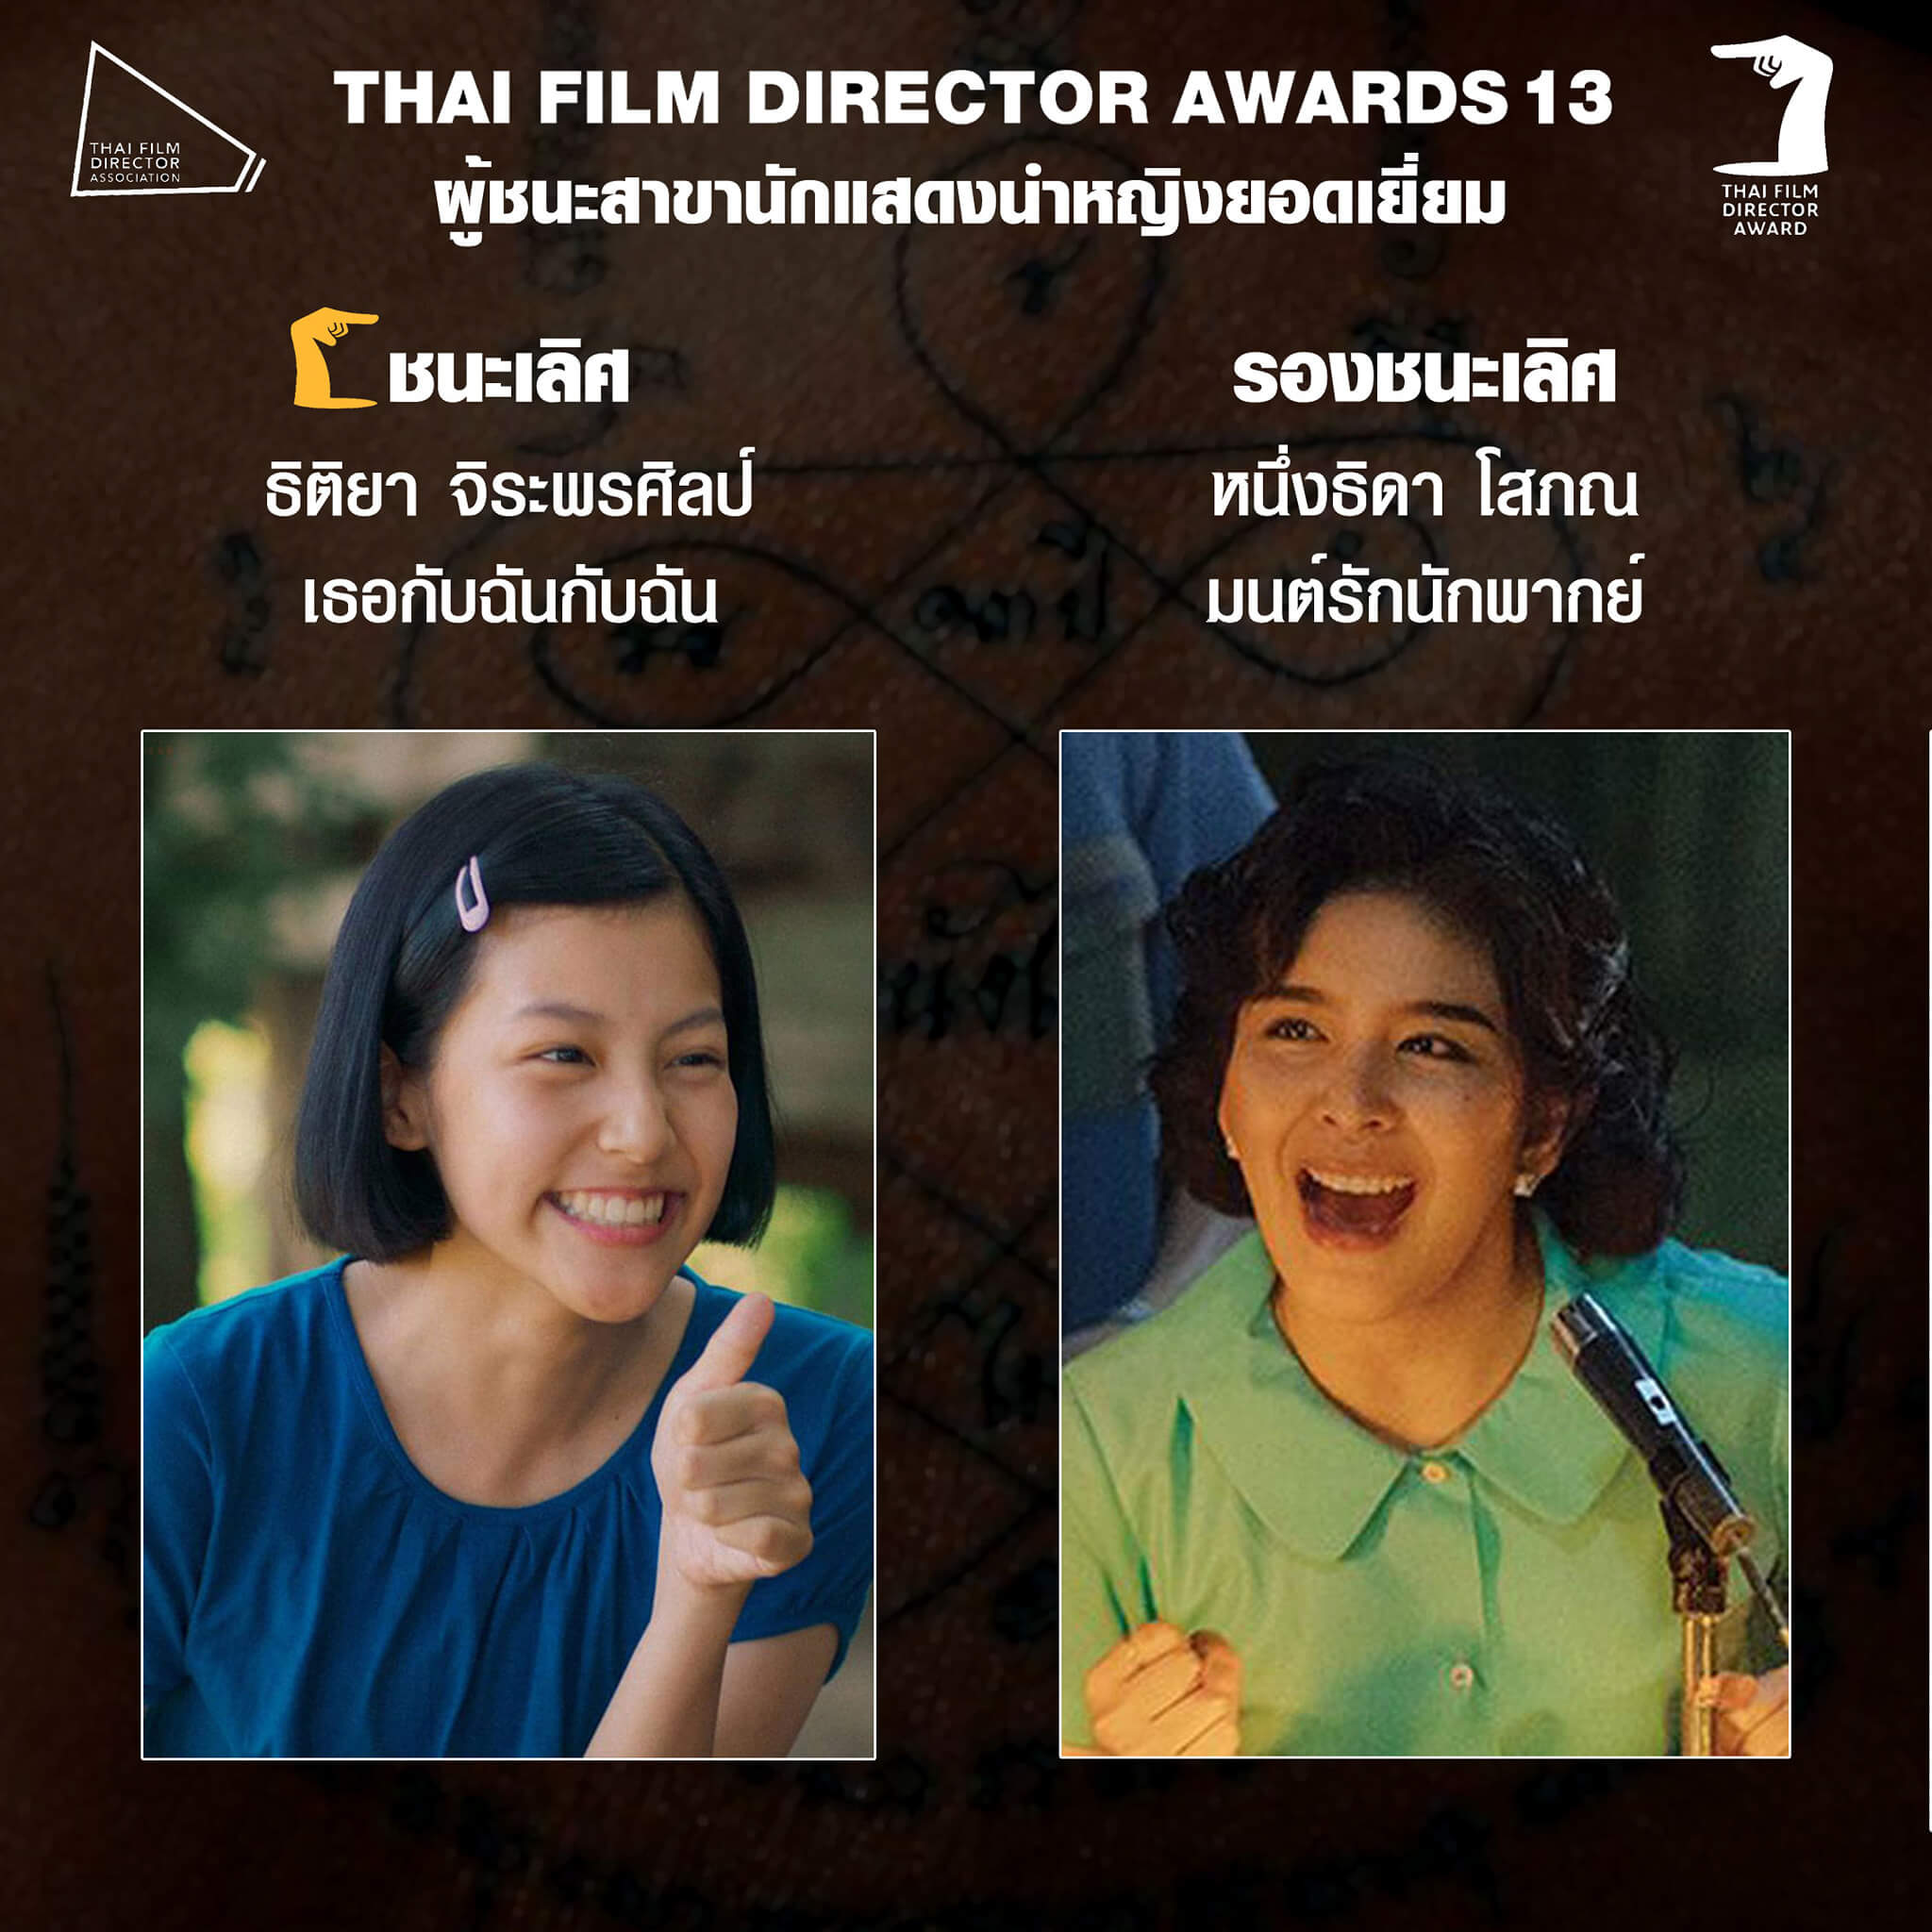 THAI FILM
DIRECTOR
ASSOCIATION
THAI FILM DIRECTOR AWARDS 13
ผู้ชนะสาขานักแสดงนำหญิงยอดเยี่ยม
THAI FILM
DIRECTOR
AWARD
ชนะเลิศ
ธิติยา จิระพรศิลป์
เธอกับฉันกับฉัน
รองชนะเลิศ
หนึ่งธิดา โสภณ
มนต์รักนักพากย์